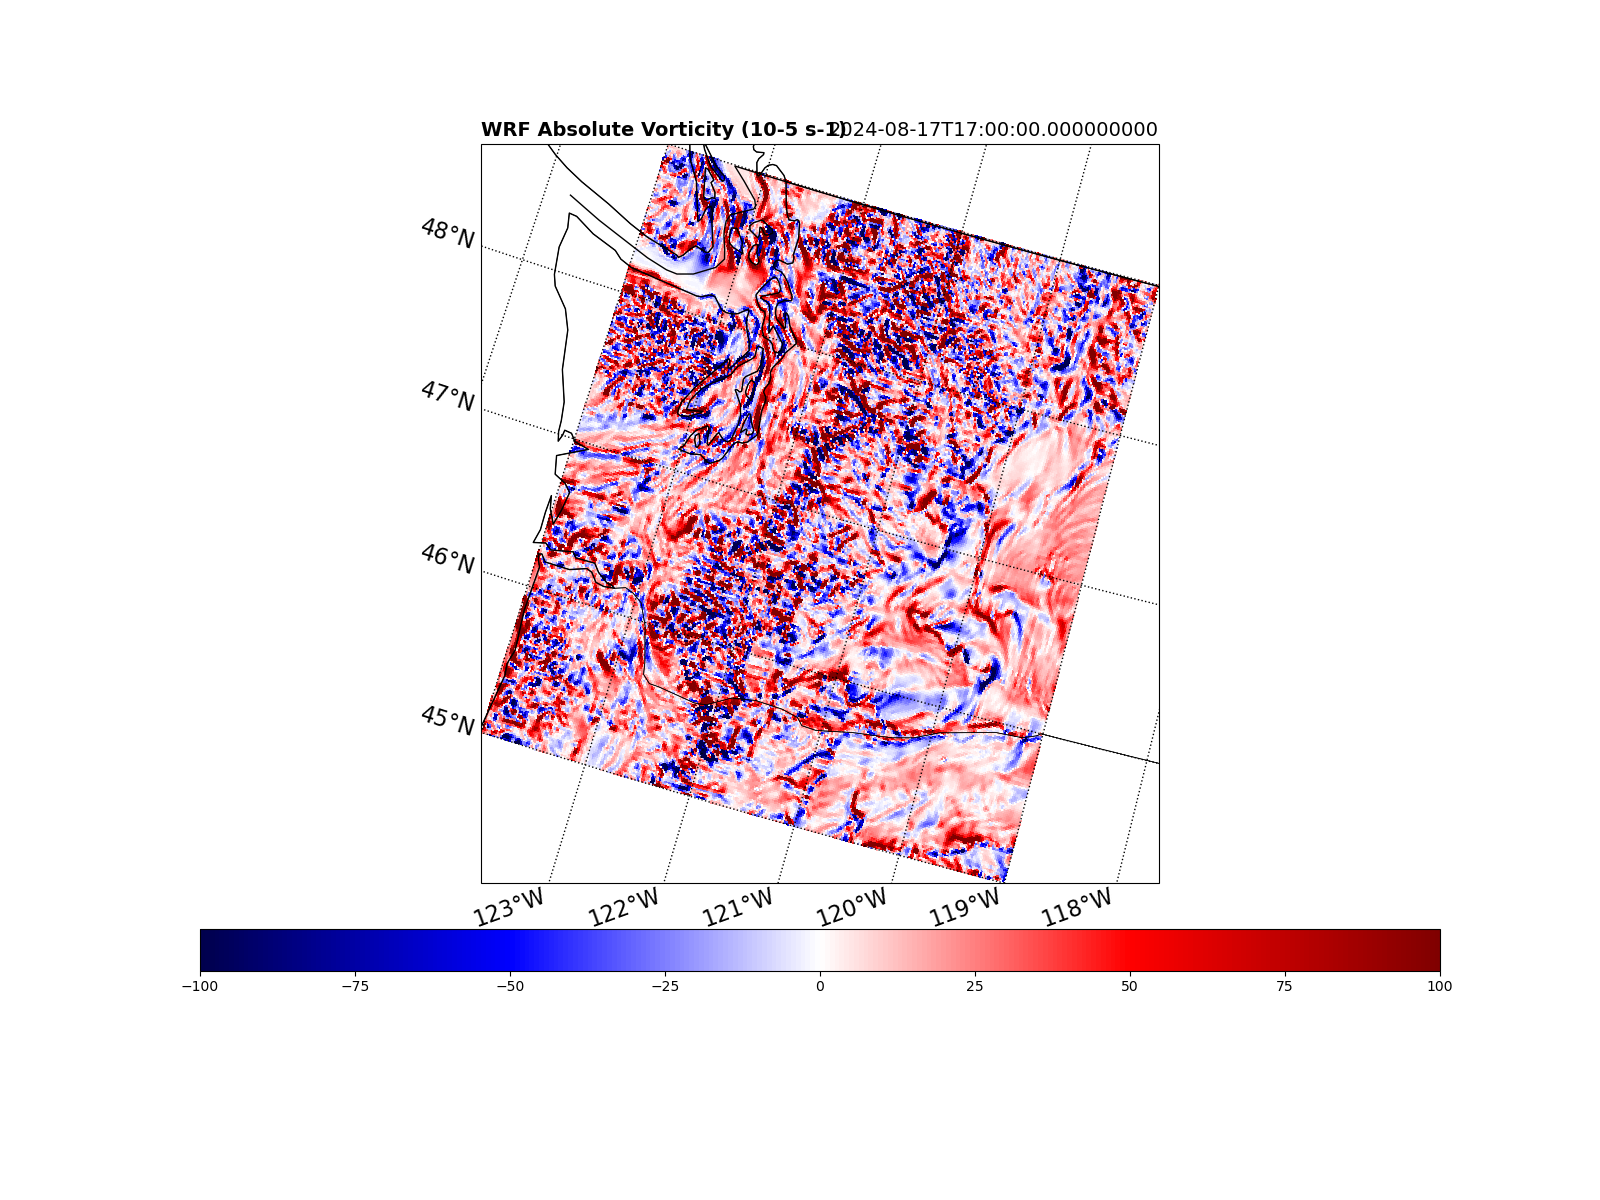 WRF Absolute Vorticity (10-5 s-1) 2024-08-17T17:00:00.000000000
48°N
47°N
46°N
45°N
123°W 122°W 121°W 120°W 119°W 118°W
−100 −75 −50 −25 0 25 50 75 100